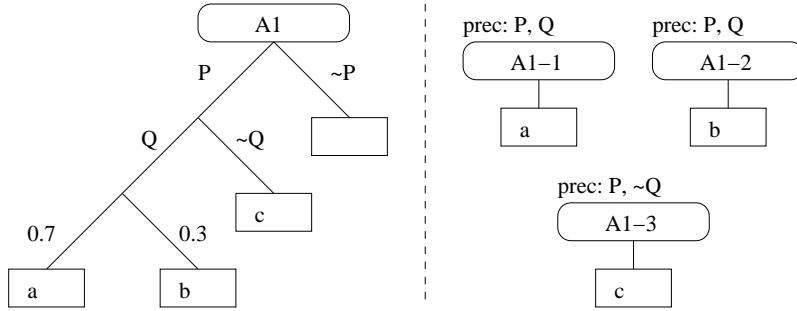 A1
P
~P
Q
~Q
c
0.7
0.3
a
b
prec: P, Q
A1−1
a
prec: P, Q
A1−2
b
prec: P, ~Q
A1−3
c